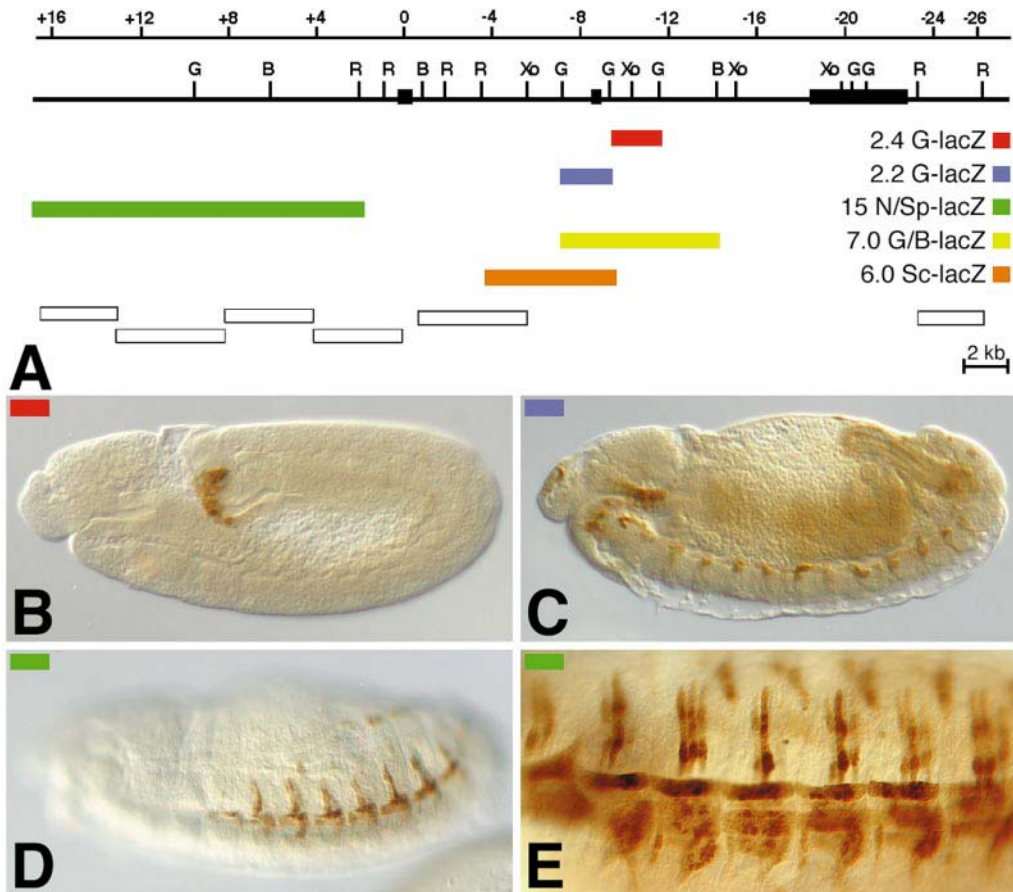 +16 +12 +8 +4 0 -4 -8 -12 -16 -20 -24 -26
G B R R B R R Xo G G Xo G B Xo Xo G G R R
2.4 G-lacZ
2.2 G-lacZ
15 N/Sp-lacZ
7.0 G/B-lacZ
6.0 Sc-lacZ
2 kb
A
B
C
D
E